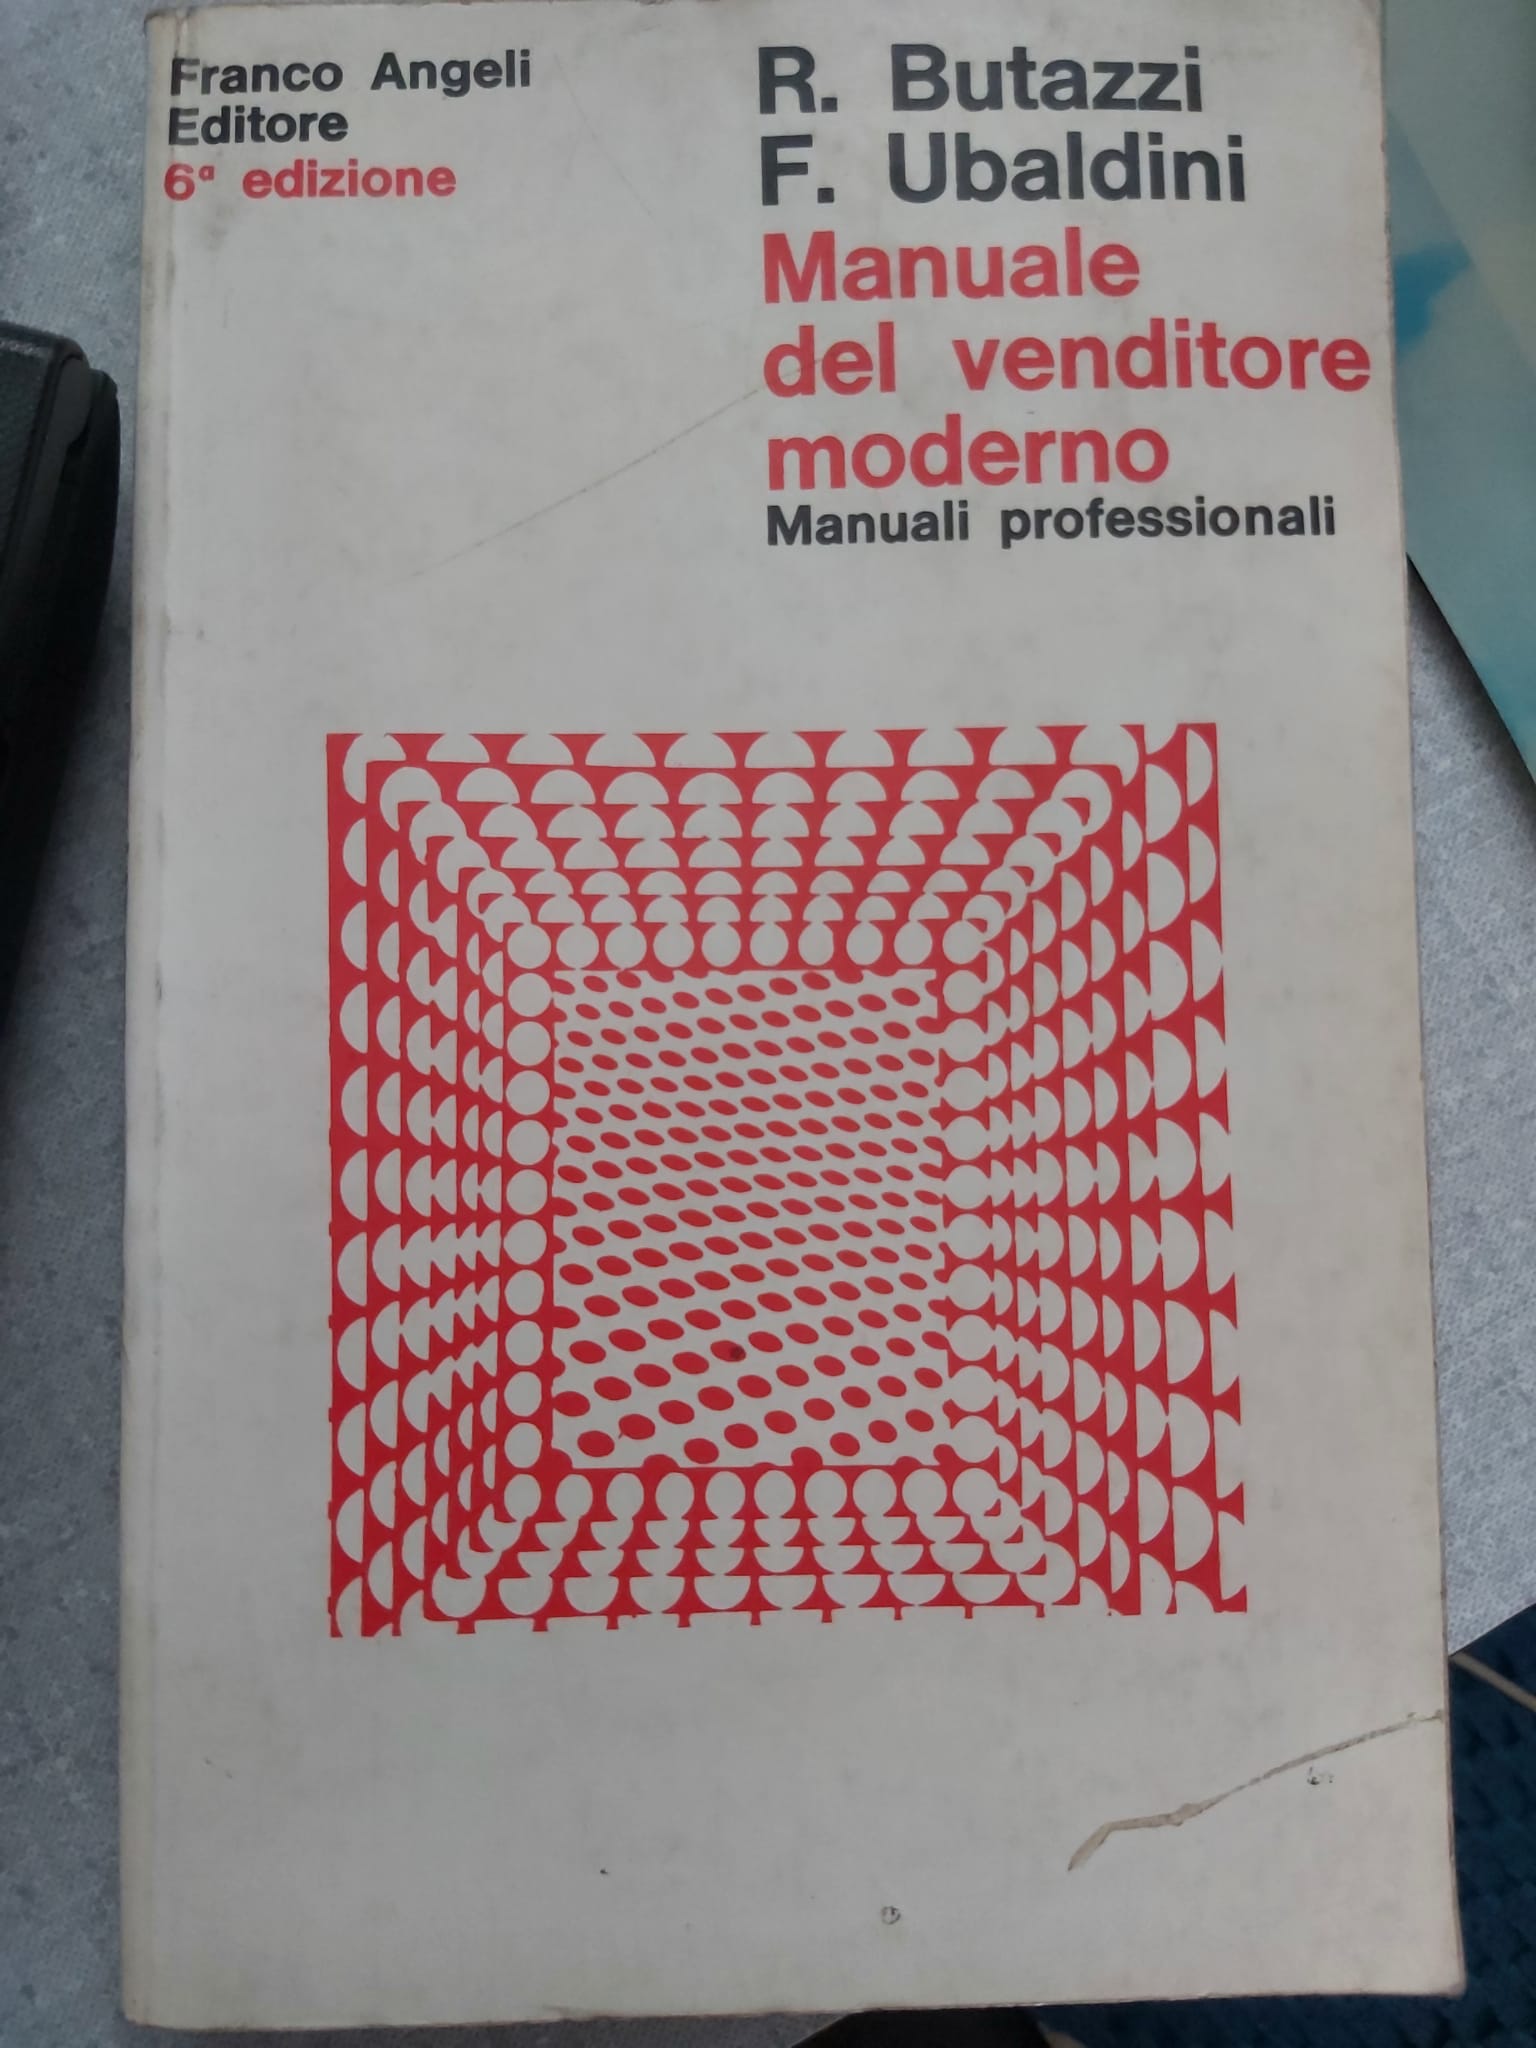 Franco Angeli
Editore
6ª edizione
R. Butazzi
F. Ubaldini
Manuale
del venditore
moderno
Manuali professionali